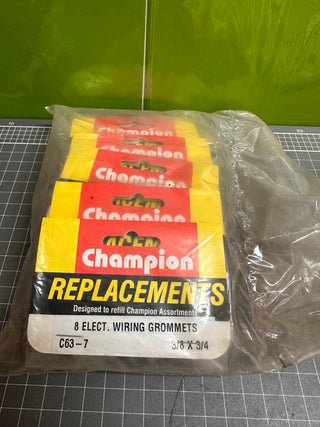 Champion
Champion
Champion
Champion
Champion
REPLACEMENTS
Designed to refill Champion Assortments
8 ELECT. WIRING GROMMETS
C63-7 3/8 X 3/4